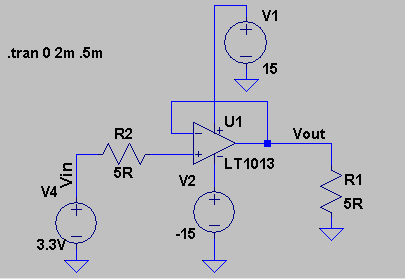 V1
.tran 0 2m .5m
15
R2
U1
Vout
5R
LT1013
Vin
V2
R1
V4
5R
3.3V
-15